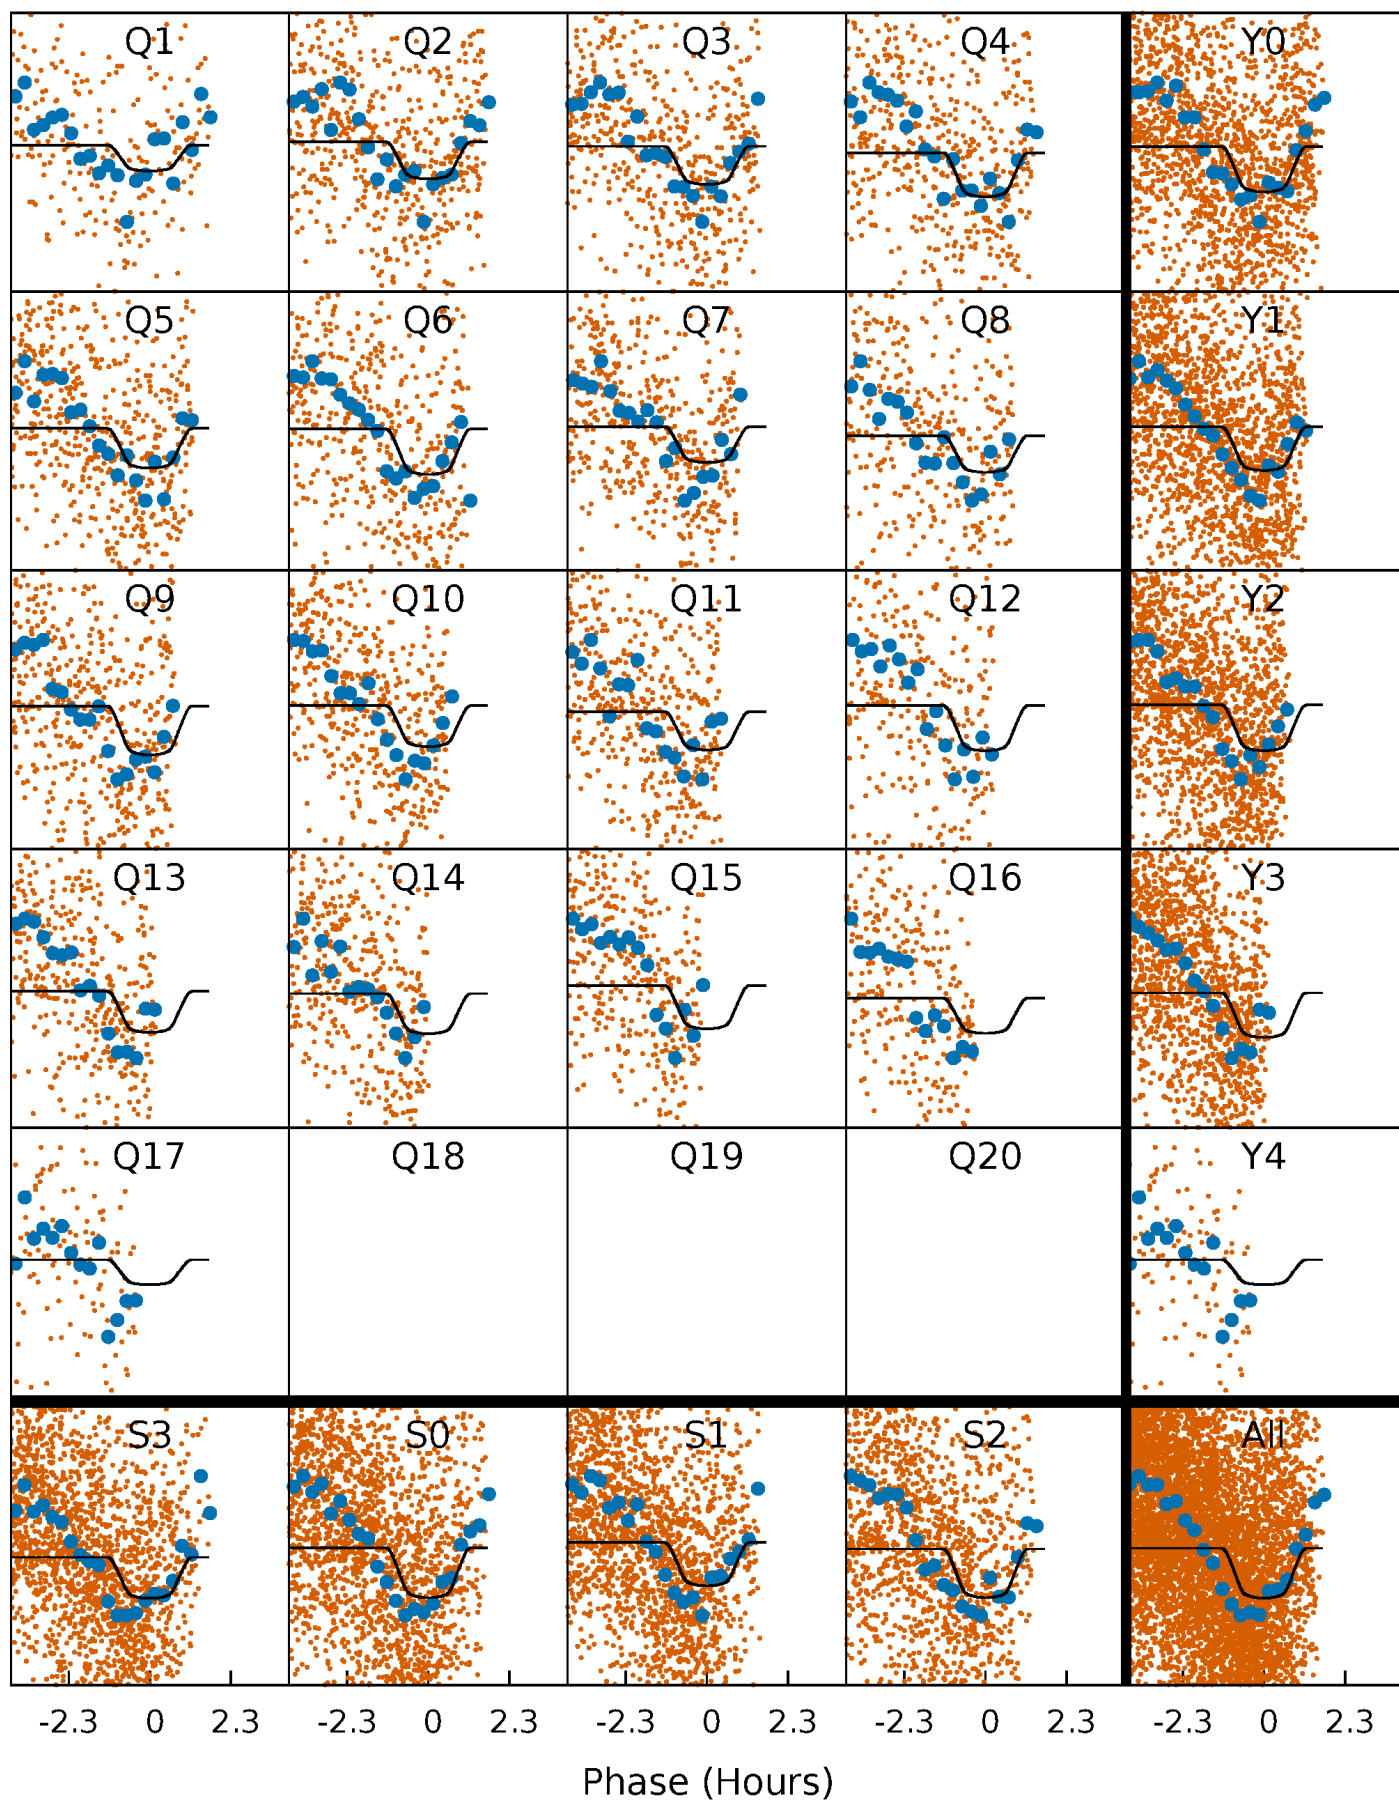 Q1 Q2 Q3 Q4 Y0
Q5 Q6 Q7 Q8 Y1
Q9 Q10 Q11 Q12 Y2
Q13 Q14 Q15 Q16 Y3
Q17 Q18 Q19 Q20 Y4
S3 S0 S1 S2 All
-2.3 0 2.3 -2.3 0 2.3 -2.3 0 2.3 -2.3 0 2.3 -2.3 0 2.3
Phase (Hours)